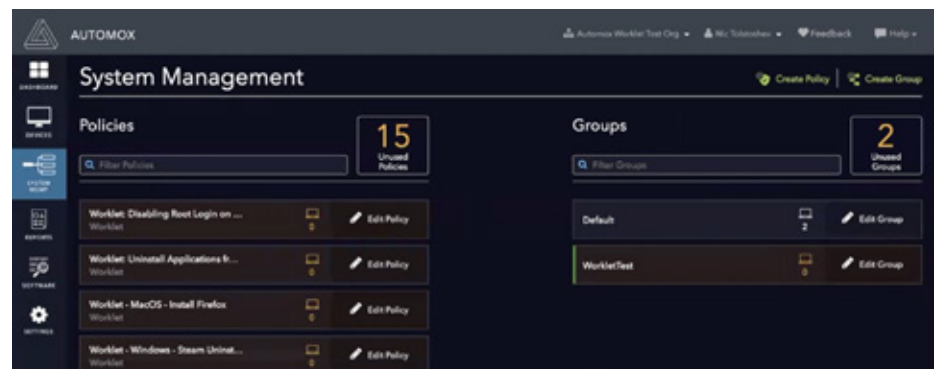 AUTOMOX
Automox Worklet Test Org
Nic
Feedback
Help
DASHBOARD
DEVICES
SYSTEM MGMT
REPORTS
SOFTWARE
SETTINGS
System Management
Create Policy
Create Group
Policies
15
Unused
Policies
Filter Policies
Worklet: Disabling Root Login on ...
Worklet
0
Edit Policy
Worklet: Uninstall Applications fr...
Worklet
0
Edit Policy
Worklet - MacOS - Install Firefox
Worklet
0
Edit Policy
Worklet - Windows - Steam Uninst...
Worklet
0
Edit Policy
Groups
2
Unused
Groups
Filter Groups
Default
2
Edit Group
WorkletTest
0
Edit Group